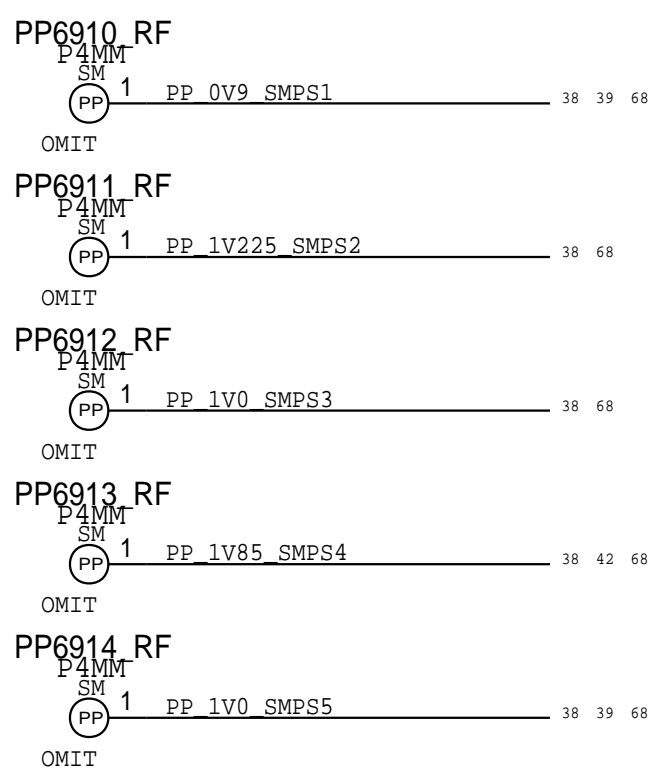 PP6910_RF
P4MM
SM
PP 1 PP_0V9_SMPS1 38 39 68
OMIT
PP6911_RF
P4MM
SM
PP 1 PP_1V225_SMPS2 38 68
OMIT
PP6912_RF
P4MM
SM
PP 1 PP_1V0_SMPS3 38 68
OMIT
PP6913_RF
P4MM
SM
PP 1 PP_1V85_SMPS4 38 42 68
OMIT
PP6914_RF
P4MM
SM
PP 1 PP_1V0_SMPS5 38 39 68
OMIT